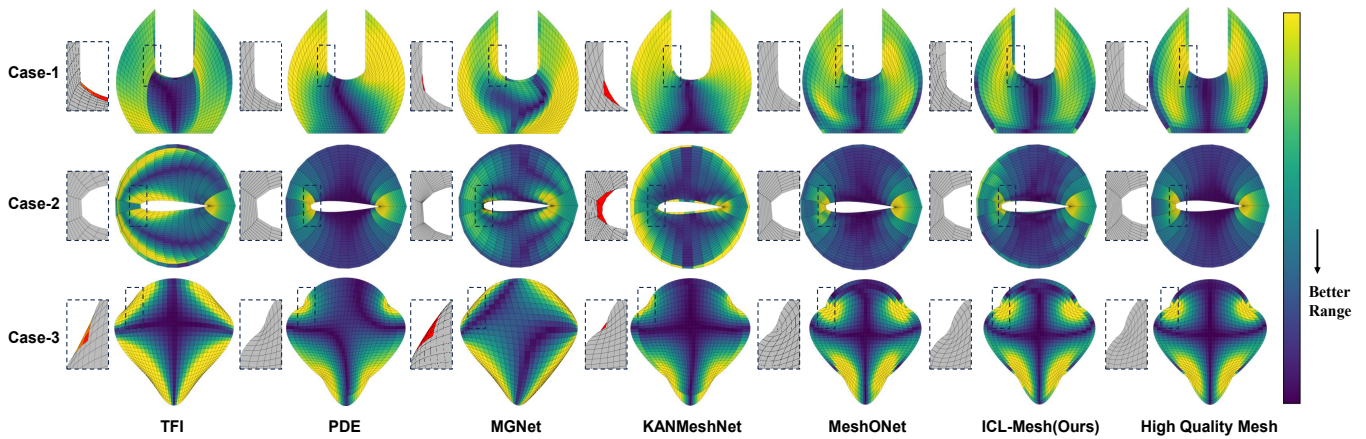 Case-1
Case-2
Case-3
Better
Range
TFI PDE MGNet KANMeshNet MeshONet ICL-Mesh(Ours) High Quality Mesh